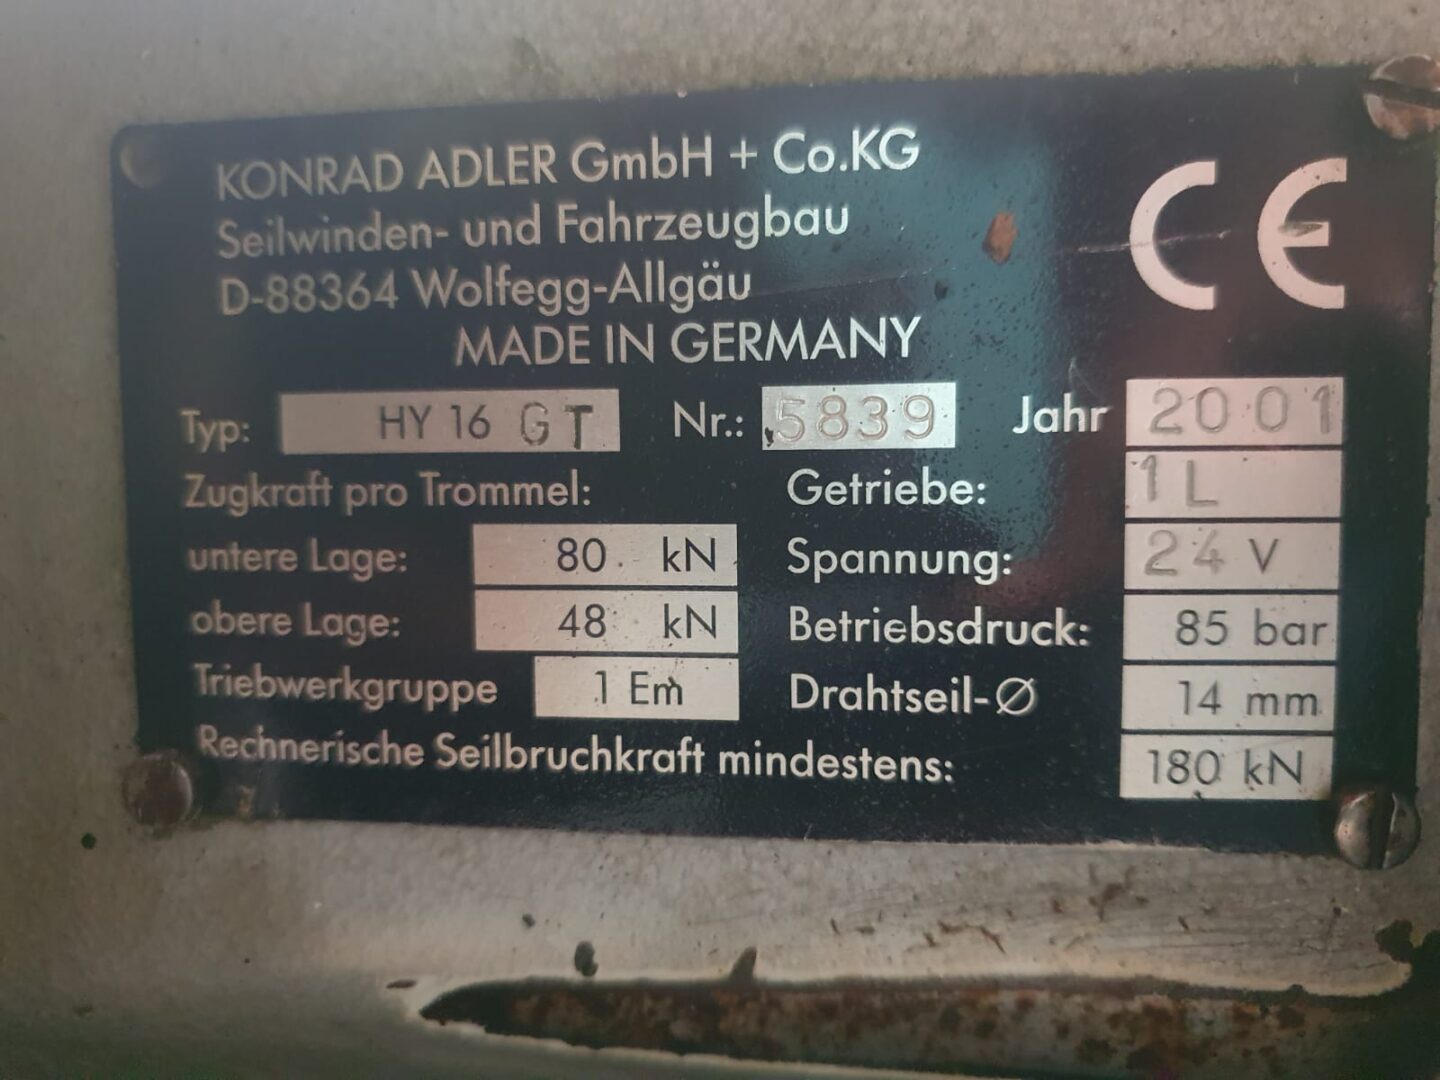 KONRAD ADLER GmbH + Co.KG
Seilwinden- und Fahrzeugbau
D-88364 Wolfegg-Allgäu
MADE IN GERMANY
CE
Typ: HY 16 GT Nr.: 5839 Jahr 2001
Zugkraft pro Trommel: Getriebe: 1L
untere Lage: 80 kN Spannung: 24 V
obere Lage: 48 kN Betriebsdruck: 85 bar
Triebwerkgruppe 1 Em Drahtseil-Ø 14 mm
Rechnerische Seilbruchkraft mindestens: 180 kN